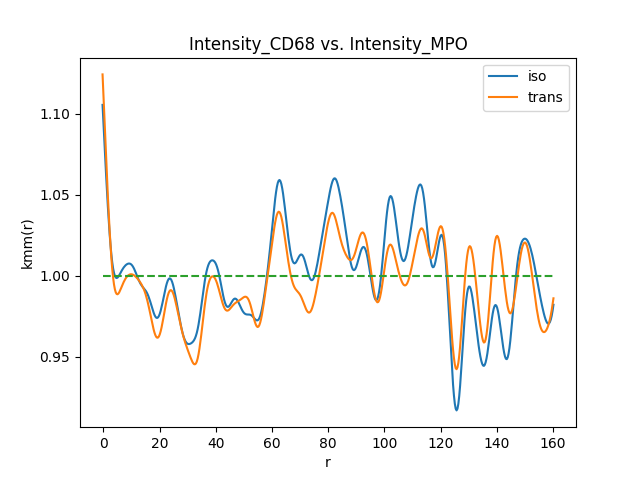 Intensity_CD68 vs. Intensity_MPO
iso
trans
1.10
1.05
1.00
0.95
kmm(r)
0 20 40 60 80 100 120 140 160
r